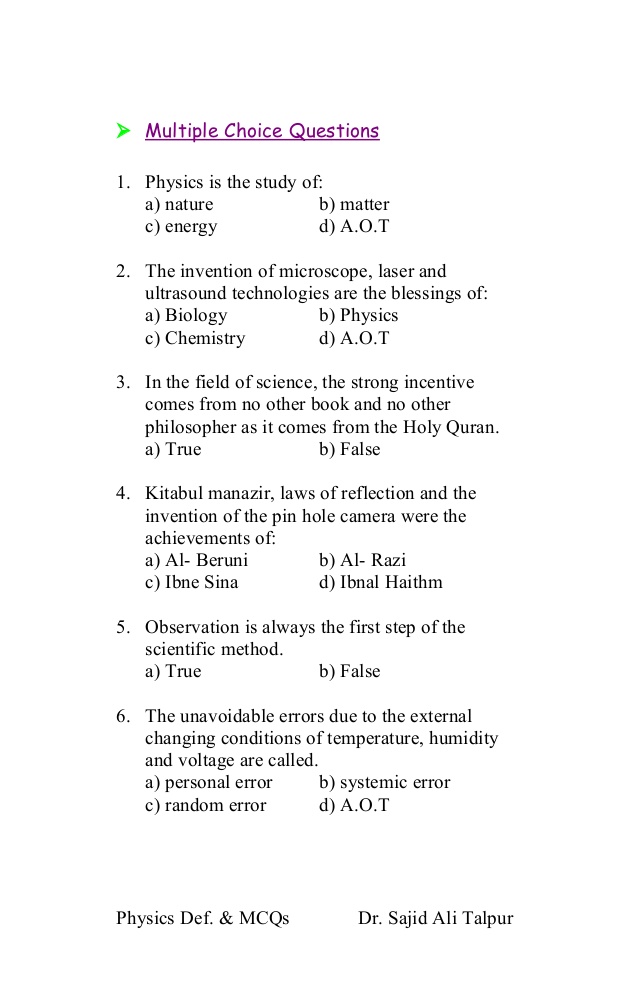 Multiple Choice Questions
1. Physics is the study of:
a) nature b) matter
c) energy d) A.O.T
2. The invention of microscope, laser and
ultrasound technologies are the blessings of:
a) Biology b) Physics
c) Chemistry d) A.O.T
3. In the field of science, the strong incentive
comes from no other book and no other
philosopher as it comes from the Holy Quran.
a) True b) False
4. Kitabul manazir, laws of reflection and the
invention of the pin hole camera were the
achievements of:
a) Al- Beruni b) Al- Razi
c) Ibne Sina d) Ibnal Haithm
5. Observation is always the first step of the
scientific method.
a) True b) False
6. The unavoidable errors due to the external
changing conditions of temperature, humidity
and voltage are called.
a) personal error b) systemic error
c) random error d) A.O.T
Physics Def. & MCQs Dr. Sajid Ali Talpur